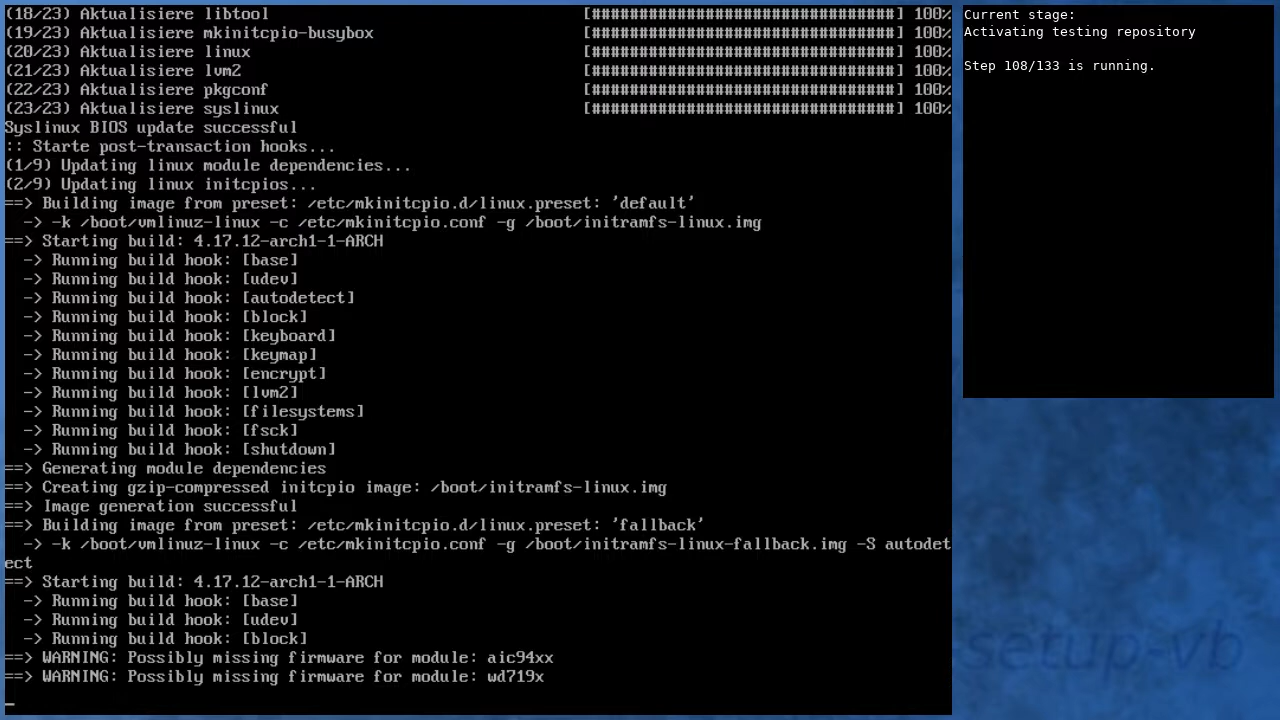 (18/23) Aktualisiere libtool [################################] 100%
(19/23) Aktualisiere mkinitcpio-busybox [################################] 100%
(20/23) Aktualisiere linux [################################] 100%
(21/23) Aktualisiere lvm2 [################################] 100%
(22/23) Aktualisiere pkgconf [################################] 100%
(23/23) Aktualisiere syslinux [################################] 100%
Syslinux BIOS update successful
:: Starte post-transaction hooks...
(1/9) Updating linux module dependencies...
(2/9) Updating linux initcpios...
==> Building image from preset: /etc/mkinitcpio.d/linux.preset: 'default'
  -> -k /boot/vmlinuz-linux -c /etc/mkinitcpio.conf -g /boot/initramfs-linux.img
==> Starting build: 4.17.12-arch1-1-ARCH
  -> Running build hook: [base]
  -> Running build hook: [udev]
  -> Running build hook: [autodetect]
  -> Running build hook: [block]
  -> Running build hook: [keyboard]
  -> Running build hook: [keymap]
  -> Running build hook: [encrypt]
  -> Running build hook: [lvm2]
  -> Running build hook: [filesystems]
  -> Running build hook: [fsck]
  -> Running build hook: [shutdown]
==> Generating module dependencies
==> Creating gzip-compressed initcpio image: /boot/initramfs-linux.img
==> Image generation successful
==> Building image from preset: /etc/mkinitcpio.d/linux.preset: 'fallback'
  -> -k /boot/vmlinuz-linux -c /etc/mkinitcpio.conf -g /boot/initramfs-linux-fallback.img -S autodet
ect
==> Starting build: 4.17.12-arch1-1-ARCH
  -> Running build hook: [base]
  -> Running build hook: [udev]
  -> Running build hook: [block]
==> WARNING: Possibly missing firmware for module: aic94xx
==> WARNING: Possibly missing firmware for module: wd719x
_
Current stage:
Activating testing repository
Step 108/133 is running.
setup-vb